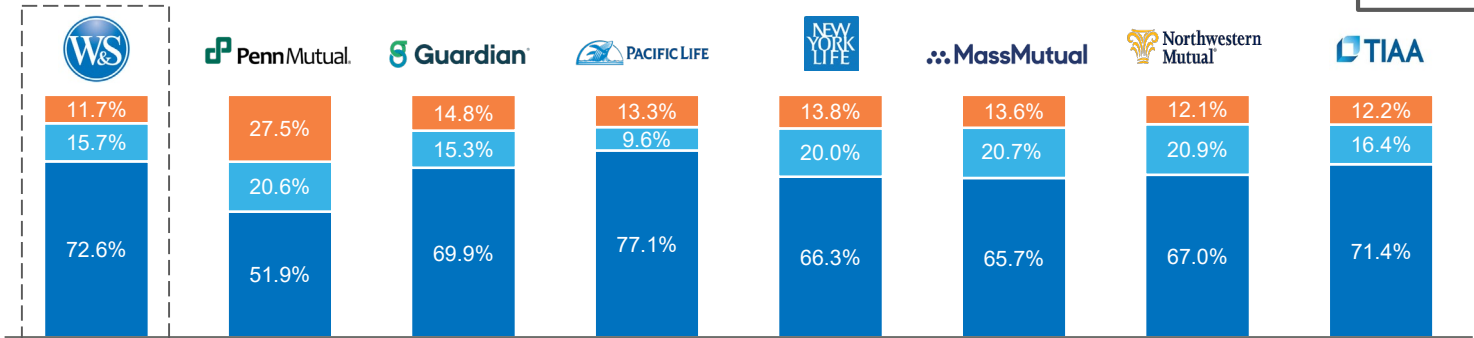 W&S
Penn Mutual.
Guardian
PACIFIC LIFE
NEW
YORK
LIFE
MassMutual
Northwestern
Mutual
TIAA
11.7%
27.5%
14.8%
13.3%
13.8%
13.6%
12.1%
12.2%
15.7%
20.6%
15.3%
9.6%
20.0%
20.7%
20.9%
16.4%
72.6%
51.9%
69.9%
77.1%
66.3%
65.7%
67.0%
71.4%